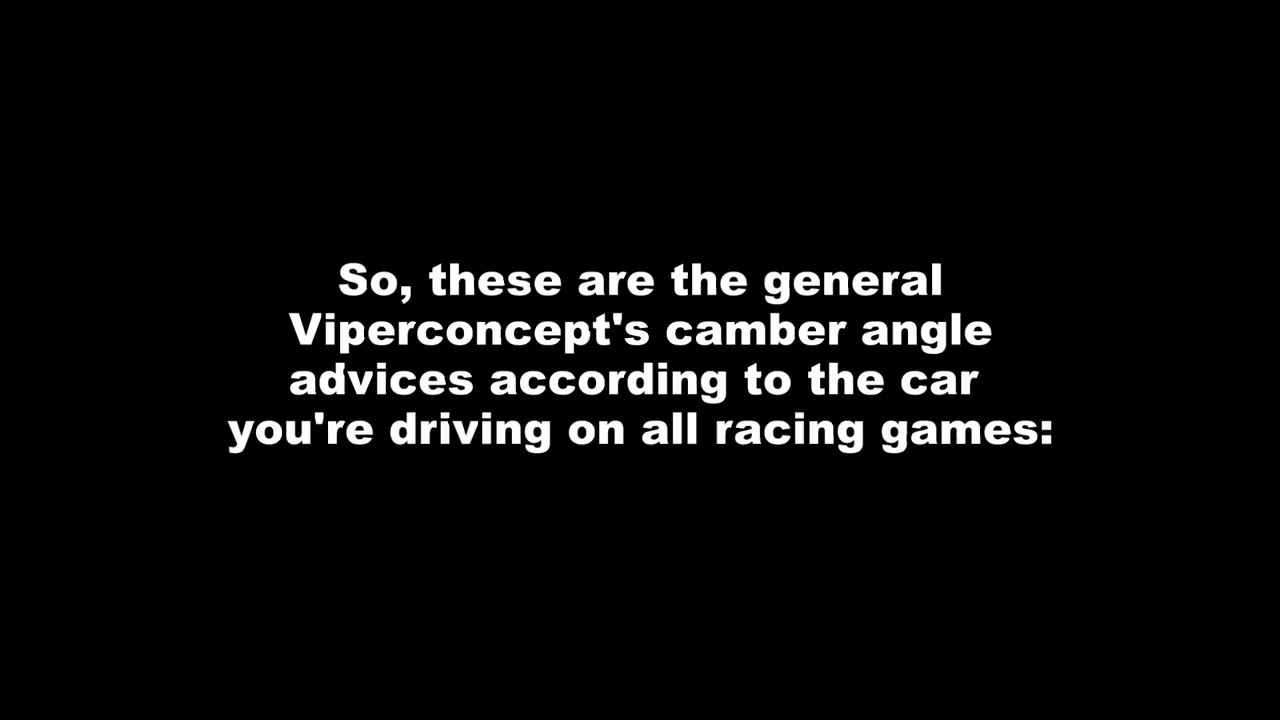 So, these are the general
Viperconcept's camber angle
advices according to the car
you're driving on all racing games: